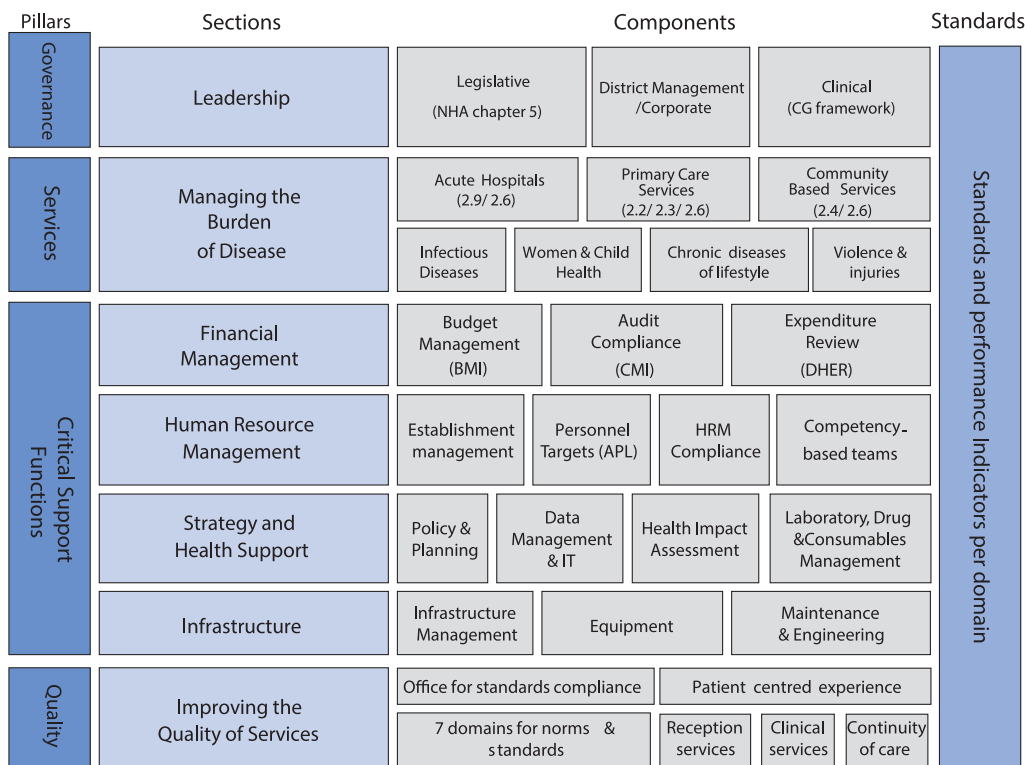 Pillars
Sections
Components
Standards
Governance
Leadership
Legislative
(NHA chapter 5)
District Management
/Corporate
Clinical
(CG framework)
Services
Managing the
Burden
of Disease
Acute Hospitals
(2.9/ 2.6)
Primary Care
Services
(2.2/ 2.3/ 2.6)
Community
Based Services
(2.4/ 2.6)
Infectious
Diseases
Women & Child
Health
Chronic diseases
of lifestyle
Violence &
injuries
Critical Support
Functions
Financial
Management
Budget
Management
(BMI)
Audit
Compliance
(CMI)
Expenditure
Review
(DHER)
Human Resource
Management
Establishment
management
Personnel
Targets (APL)
HRM
Compliance
Competency-
based teams
Strategy and
Health Support
Policy &
Planning
Data
Management
& IT
Health Impact
Assessment
Laboratory, Drug
&Consumables
Management
Infrastructure
Infrastructure
Management
Equipment
Maintenance
& Engineering
Quality
Improving the
Quality of Services
Office for standards compliance
Patient centred experience
7 domains for norms &
standards
Reception
services
Clinical
services
Continuity
of care
Standards and performance Indicators per domain